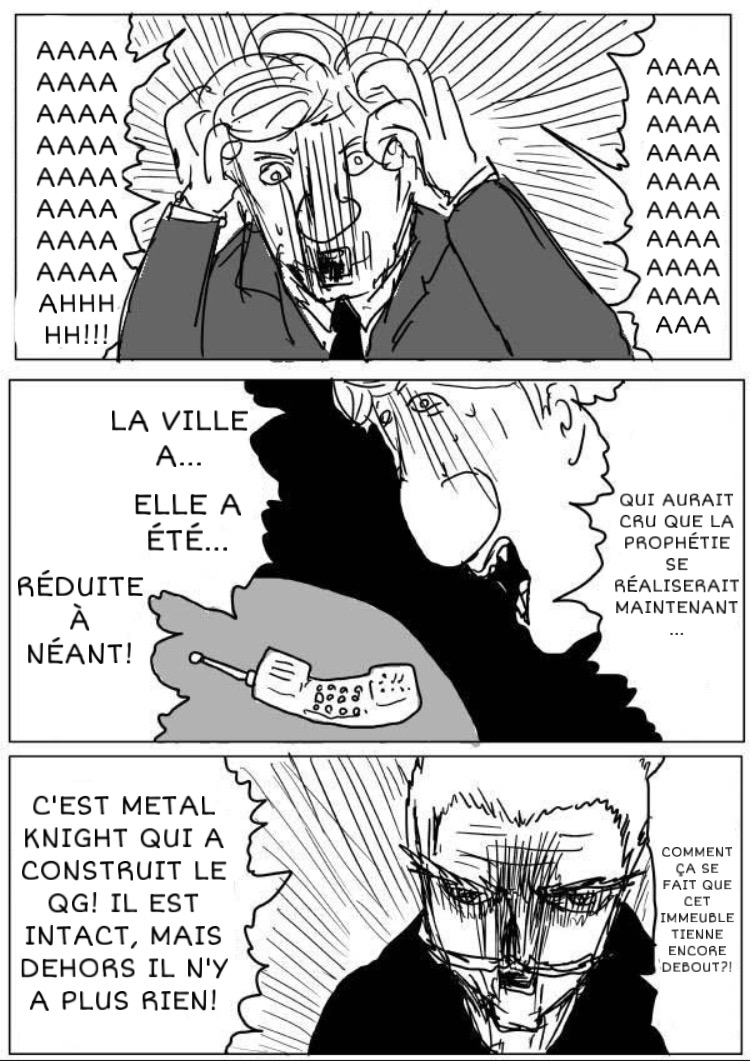 AAAA
AAAA
AAAA
AAAA
AAAA
AAAA
AAAA
AAAA
AHHH
HH!!!
AAAA
AAAA
AAAA
AAAA
AAAA
AAAA
AAAA
AAAA
AAAA
AAA
LA VILLE
A...
ELLE A
ÉTÉ...
RÉDUITE
À
NÉANT!
QUI AURAIT
CRU QUE LA
PROPHÉTIE
SE
RÉALISERAIT
MAINTENANT
...
C'EST METAL
KNIGHT QUI A
CONSTRUIT LE
QG! IL EST
INTACT, MAIS
DEHORS IL N'Y
A PLUS RIEN!
COMMENT
ÇA SE
FAIT QUE
CET
IMMEUBLE
TIENNE
ENCORE
DEBOUT?!